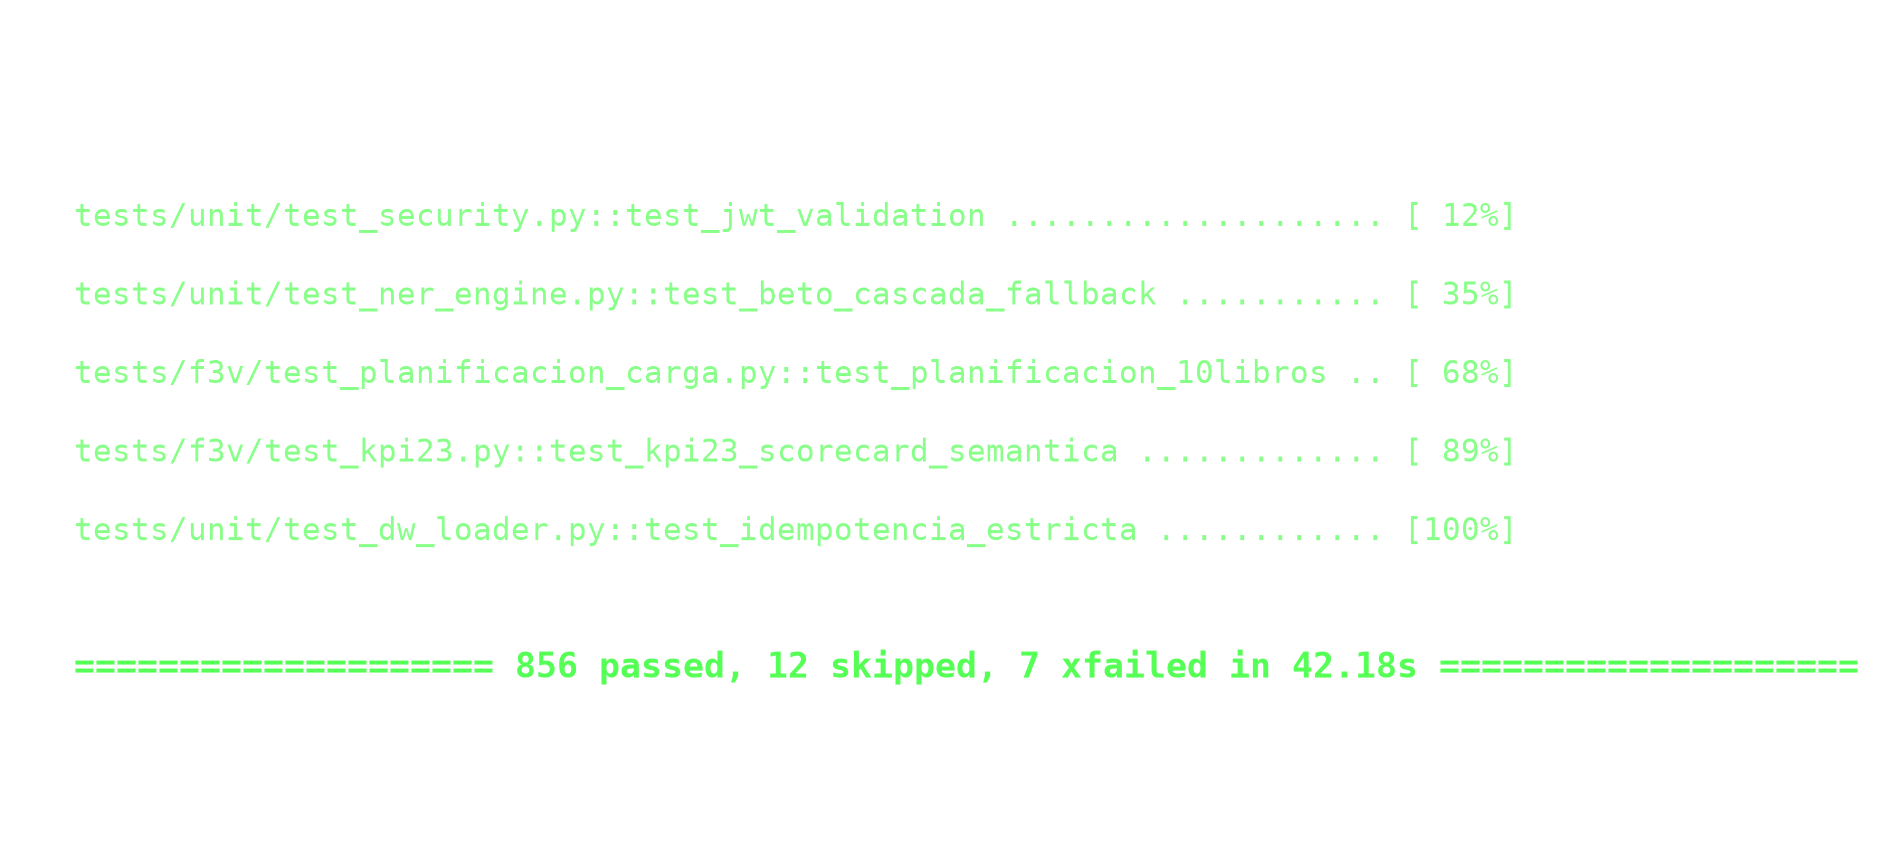 tests/unit/test_security.py::test_jwt_validation .................... [ 12%]
tests/unit/test_ner_engine.py::test_beto_cascada_fallback ........... [ 35%]
tests/f3v/test_planificacion_carga.py::test_planificacion_10libros .. [ 68%]
tests/f3v/test_kpi23.py::test_kpi23_scorecard_semantica ............. [ 89%]
tests/unit/test_dw_loader.py::test_idempotencia_estricta ............ [100%]
==================== 856 passed, 12 skipped, 7 xfailed in 42.18s ====================